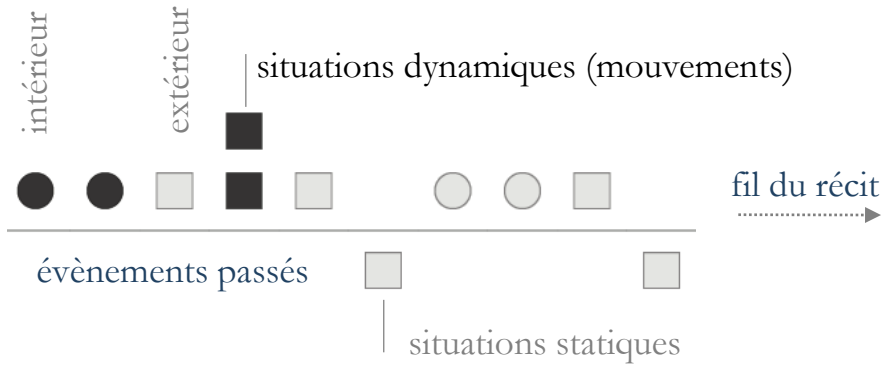 intérieur
extérieur
situations dynamiques (mouvements)
fil du récit
évènements passés
situations statiques